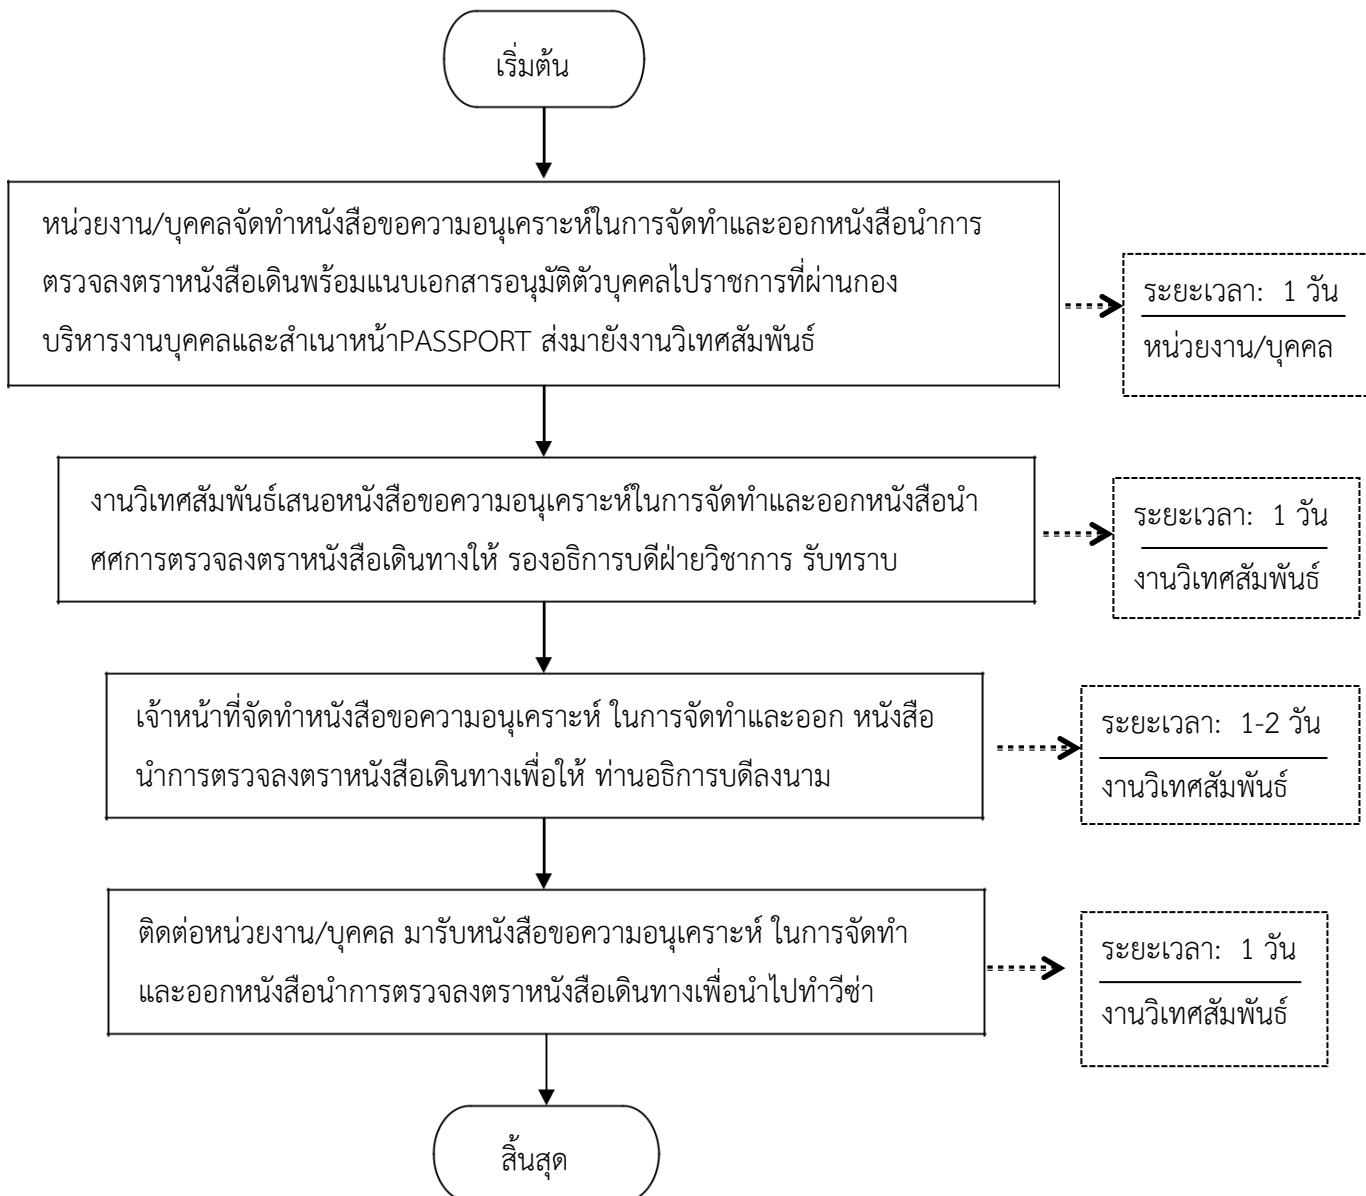 เริ่มต้น
หน่วยงาน/บุคคลจัดทำหนังสือขอความอนุเคราะห์ในการจัดทำและออกหนังสือนำการ
ตรวจลงตราหนังสือเดินพร้อมแนบเอกสารอนุมัติตัวบุคคลไปราชการที่ผ่านกอง
บริหารงานบุคคลและสำเนาหน้าPASSPORT ส่งมายังงานวิเทศสัมพันธ์
ระยะเวลา: 1 วัน
หน่วยงาน/บุคคล
งานวิเทศสัมพันธ์เสนอหนังสือขอความอนุเคราะห์ในการจัดทำและออกหนังสือนำ
ศศการตรวจลงตราหนังสือเดินทางให้ รองอธิการบดีฝ่ายวิชาการ รับทราบ
ระยะเวลา: 1 วัน
งานวิเทศสัมพันธ์
เจ้าหน้าที่จัดทำหนังสือขอความอนุเคราะห์ ในการจัดทำและออก หนังสือ
นำการตรวจลงตราหนังสือเดินทางเพื่อให้ ท่านอธิการบดีลงนาม
ระยะเวลา: 1-2 วัน
งานวิเทศสัมพันธ์
ติดต่อหน่วยงาน/บุคคล มารับหนังสือขอความอนุเคราะห์ ในการจัดทำ
และออกหนังสือนำการตรวจลงตราหนังสือเดินทางเพื่อนำไปทำวีซ่า
ระยะเวลา: 1 วัน
งานวิเทศสัมพันธ์
สิ้นสุด